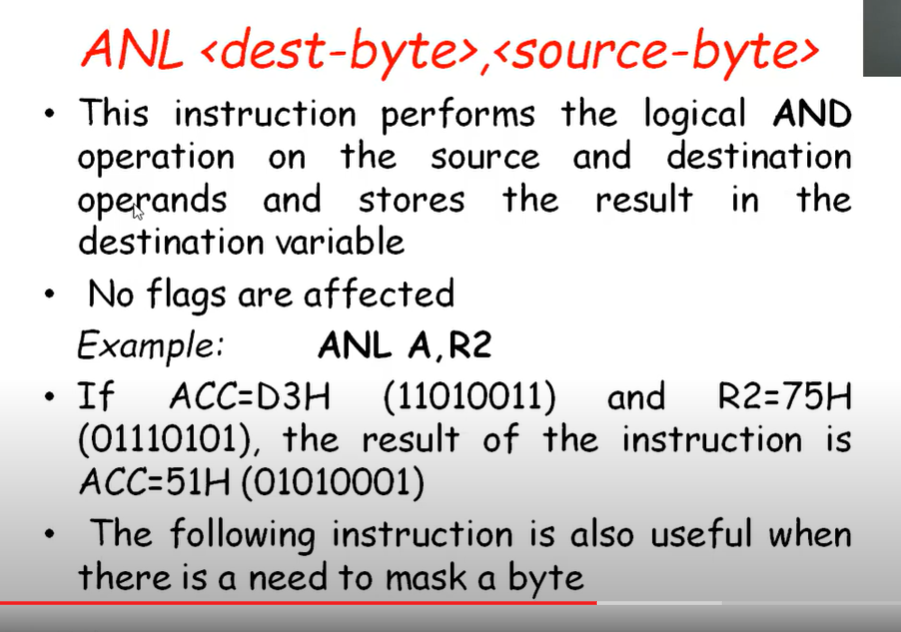 ANL <dest-byte>,<source-byte>
• This instruction performs the logical AND
operation on the source and destination
operands and stores the result in the
destination variable
• No flags are affected
Example: ANL A,R2
• If ACC=D3H (11010011) and R2=75H
(01110101), the result of the instruction is
ACC=51H (01010001)
• The following instruction is also useful when
there is a need to mask a byte